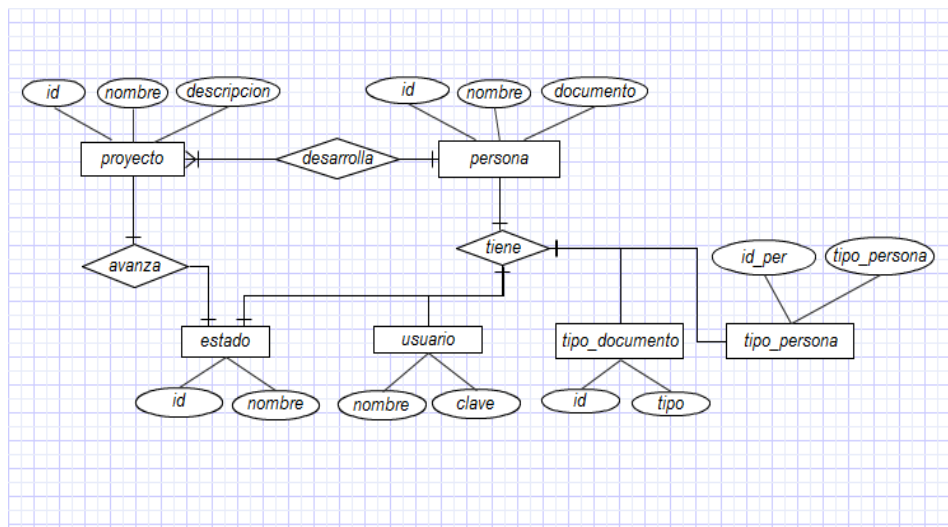 id
nombre
descripcion
id
nombre
documento
proyecto
desarrolla
persona
avanza
tiene
id_per
tipo_persona
estado
usuario
tipo_documento
tipo_persona
id
nombre
nombre
clave
id
tipo